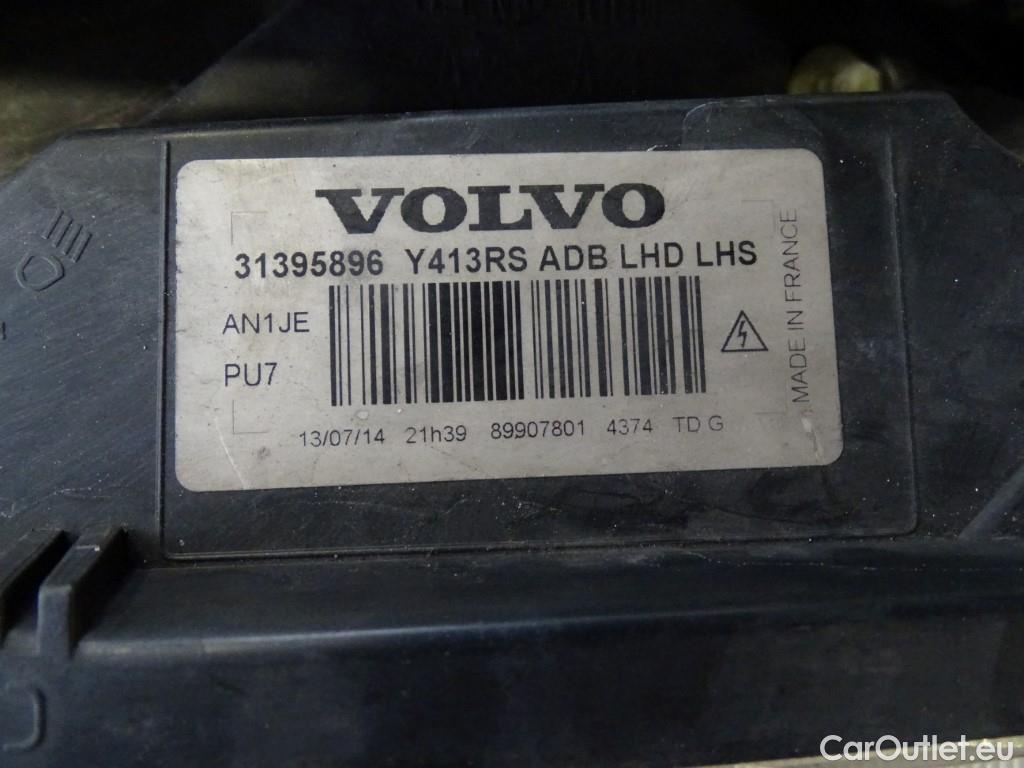 VOLVO
31395896 Y413RS ADB LHD LHS
AN1JE
PU7
MADE IN FRANCE
13/07/14 21h39 89907801 4374 TD G
CarOutlet.eu